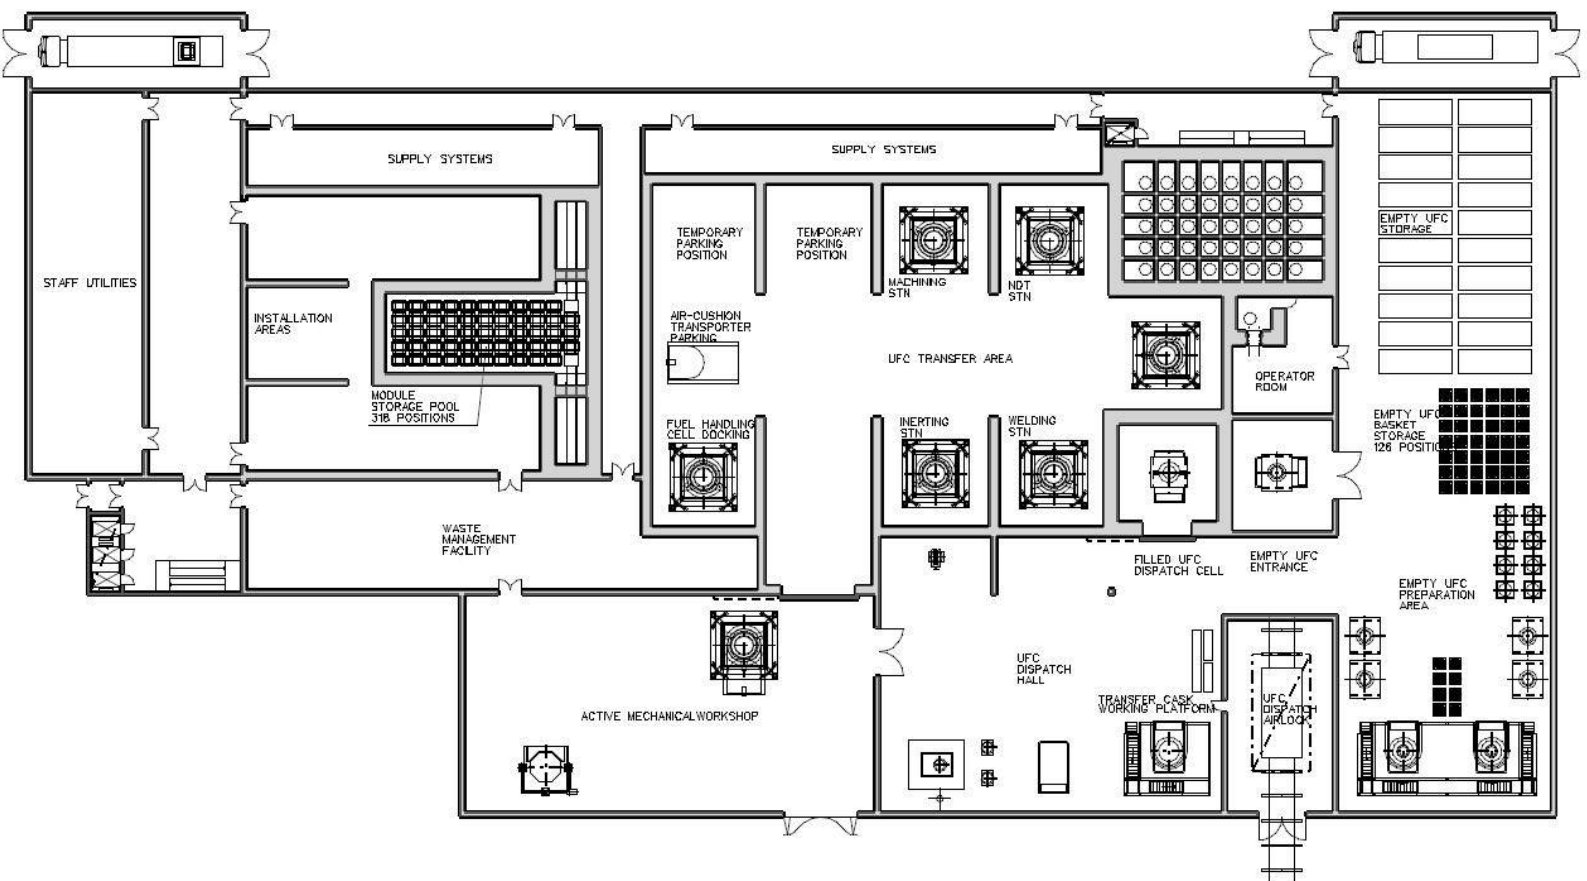 SUPPLY SYSTEMS
SUPPLY SYSTEMS
STAFF UTILITIES
INSTALLATION
AREAS
MODULE
STORAGE POOL
318 POSITIONS
TEMPORARY
PARKING
POSITION
TEMPORARY
PARKING
POSITION
MACHINING
STN
NDT
STN
AIR-CUSHION
TRANSPORTER
PARKING
UFC TRANSFER AREA
FUEL HANDLING
CELL DOCKING
INERTING
STN
WELDING
STN
OPERATOR
ROOM
EMPTY UFC
STORAGE
EMPTY UFC
BASKET
STORAGE
126 POSITIO
WASTE
MANAGEMENT
FACILITY
FILLED UFC
DISPATCH CELL
EMPTY UFC
ENTRANCE
EMPTY UFC
PREPARATION
AREA
UFC
DISPATCH
HALL
TRANSFER CASK
WORKING PLATFORM
UFC
DISPATCH
AIRLOCK
ACTIVE MECHANICALWORKSHOP